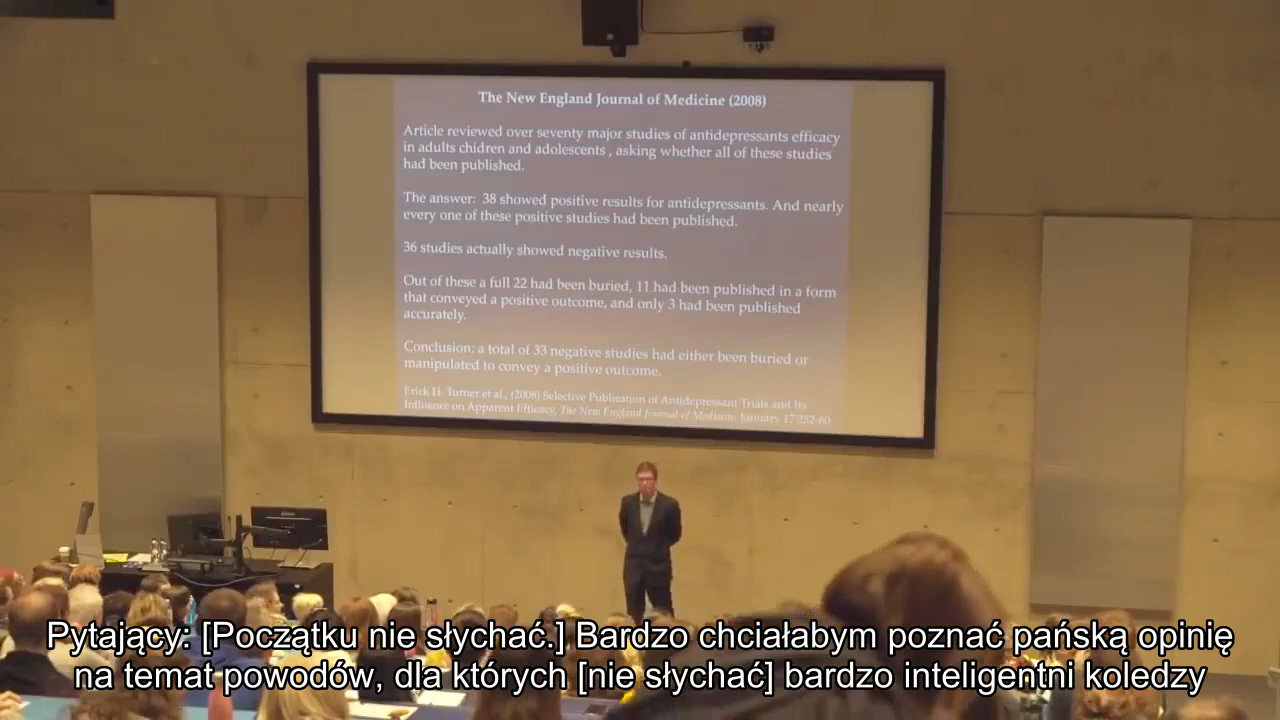 The New England Journal of Medicine (2008)
Article reviewed over seventy major studies of antidepressants efficacy
in adults chidren and adolescents , asking whether all of these studies
had been published.
The answer: 38 showed positive results for antidepressants. And nearly
every one of these positive studies had been published.
36 studies actually showed negative results.
Out of these a full 22 had been buried, 11 had been published in a form
that conveyed a positive outcome, and only 3 had been published
accurately.
Conclusion: a total of 33 negative studies had either been buried or
manipulated to convey a positive outcome.
Erick H. Turner et al., (2008) Selective Publication of Antidepressant Trials and Its
Influence on Apparent Efficacy, The New England Journal of Medicine January 17:252-60
Pytający: [Początku nie słychać.] Bardzo chciałabym poznać pańską opinię
na temat powodów, dla których [nie słychać] bardzo inteligentni koledzy